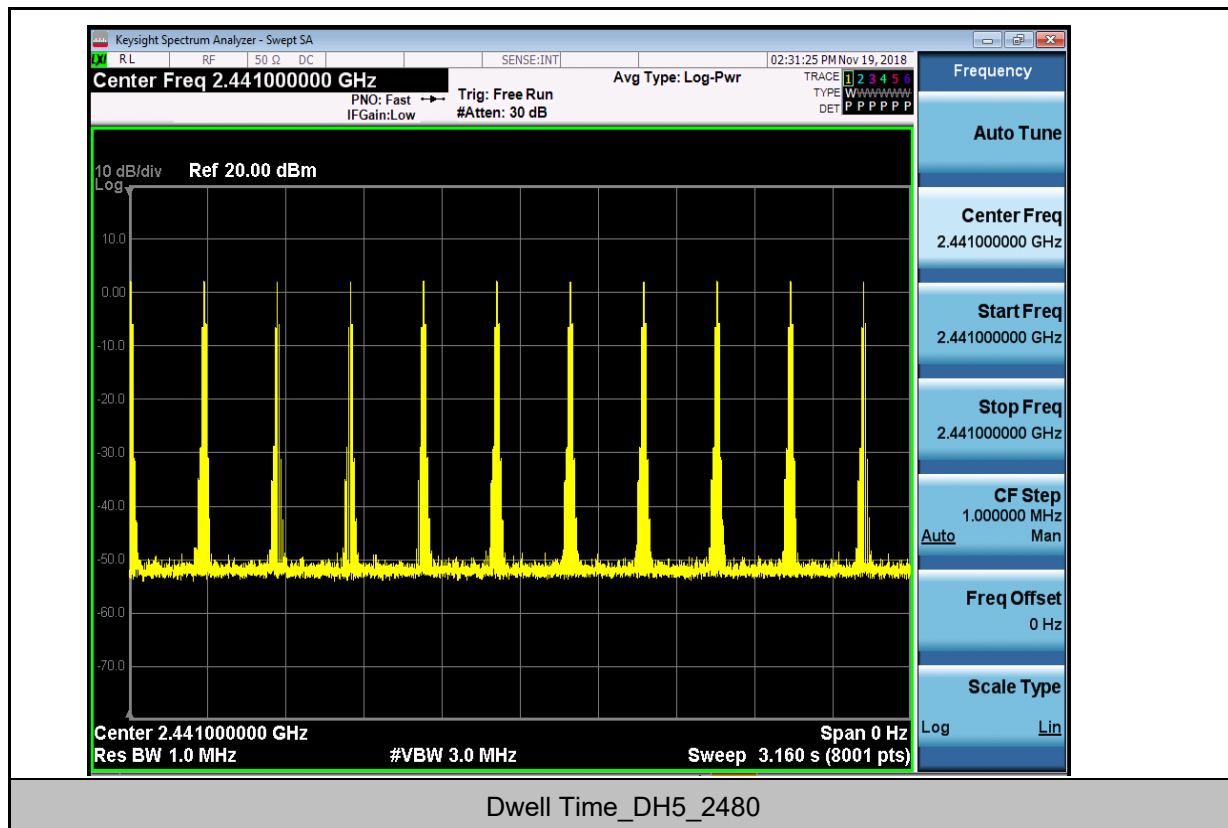 Keysight Spectrum Analyzer - Swept SA
LXI RL RF 50 Ω DC SENSE:INT 02:31:25 PM Nov 19, 2018
Center Freq 2.441000000 GHz
PNO: Fast
IFGain:Low
Trig: Free Run
#Atten: 30 dB
Avg Type: Log-Pwr
TRACE 1 2 3 4 5 6
TYPE WWWWWW
DET P P P P P P
10 dB/div
Log
Ref 20.00 dBm
10.0
0.00
-10.0
-20.0
-30.0
-40.0
-50.0
-60.0
-70.0
Center 2.441000000 GHz
Span 0 Hz
Res BW 1.0 MHz
#VBW 3.0 MHz
Sweep 3.160 s (8001 pts)
Frequency
Auto Tune
Center Freq
2.441000000 GHz
Start Freq
2.441000000 GHz
Stop Freq
2.441000000 GHz
CF Step
1.000000 MHz
Auto Man
Freq Offset
0 Hz
Scale Type
Log Lin
Dwell Time_DH5_2480